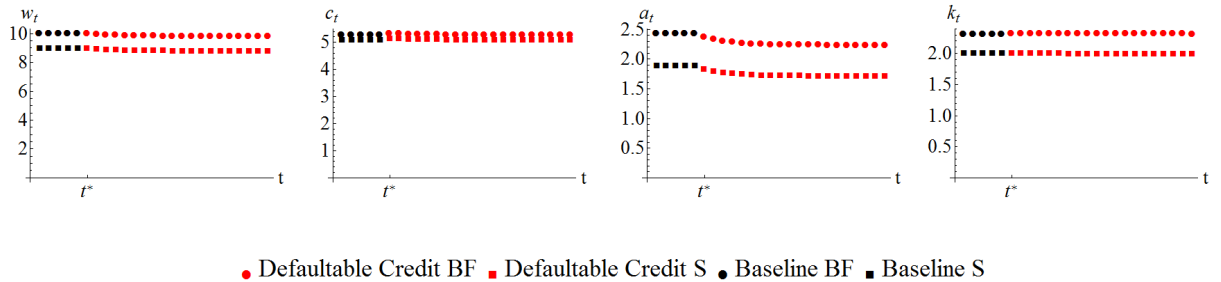 w_t
10
8
6
4
2
t*
t
c_t
5
4
3
2
1
t*
t
a_t
2.5
2.0
1.5
1.0
0.5
t*
t
k_t
2.0
1.5
1.0
0.5
t*
t
Defaultable Credit BF Defaultable Credit S Baseline BF Baseline S